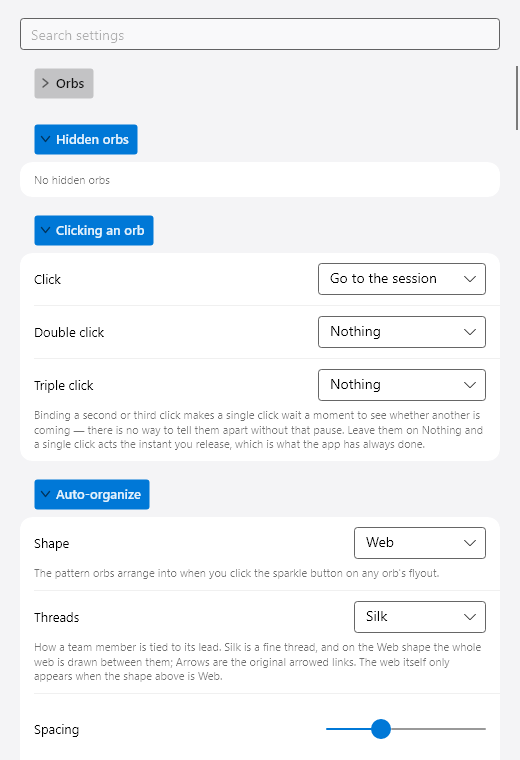 Search settings
Orbs
Hidden orbs
No hidden orbs
Clicking an orb
Click
Go to the session
Double click
Nothing
Triple click
Nothing
Binding a second or third click makes a single click wait a moment to see whether another is
coming — there is no way to tell them apart without that pause. Leave them on Nothing and
a single click acts the instant you release, which is what the app has always done.
Auto-organize
Shape
Web
The pattern orbs arrange into when you click the sparkle button on any orb's flyout.
Threads
Silk
How a team member is tied to its lead. Silk is a fine thread, and on the Web shape the whole
web is drawn between them; Arrows are the original arrowed links. The web itself only
appears when the shape above is Web.
Spacing